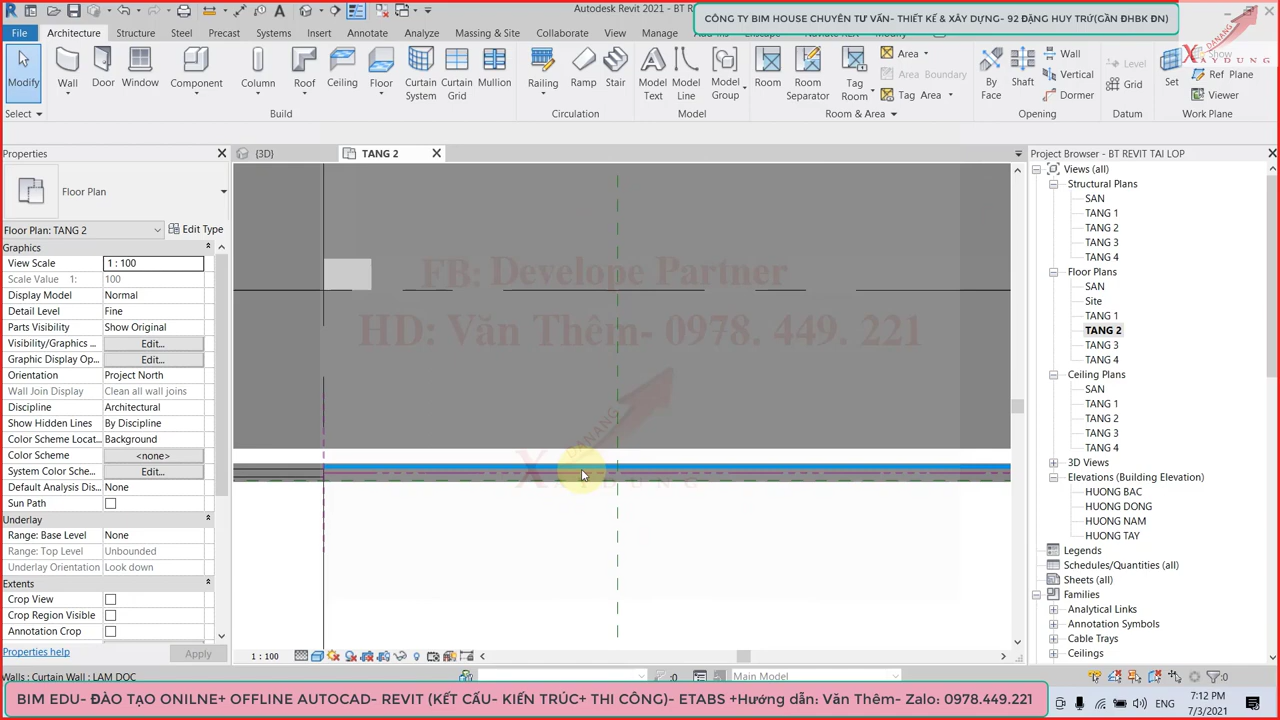 Autodesk Revit 2021 - BT R
CÔNG TY BIM HOUSE CHUYÊN TƯ VẤN- THIẾT KẾ & XÂY DỰNG- 92 ĐẶNG HUY TRỨ(GẦN ĐHBK ĐN)
File Architecture Structure Steel Precast Systems Insert Annotate Analyze Massing & Site Collaborate View Manage
Modify Wall Door Window Component Column Roof Ceiling Floor Curtain System Curtain Grid Mullion Railing Ramp Stair Model Text Model Line Model Group Room Room Separator Tag Room
Area Area Boundary Tag Area
By Face Shaft Wall Vertical Dormer
Level Grid
Set Show Ref Plane Viewer
DANANG
XAYDUNG
Select Build Circulation Model Room & Area Opening Datum Work Plane
Properties (3D) TANG 2 Project Browser - BT REVIT TAI LOP
Floor Plan
Floor Plan: TANG 2 Edit Type
Graphics
View Scale 1 : 100
Scale Value 1: 100
Display Model Normal
Detail Level Fine
Parts Visibility Show Original
Visibility/Graphics ... Edit...
Graphic Display Op... Edit...
Orientation Project North
Wall Join Display Clean all wall joins
Discipline Architectural
Show Hidden Lines By Discipline
Color Scheme Locat... Background
Color Scheme <none>
System Color Sche... Edit...
Default Analysis Dis... None
Sun Path
Underlay
Range: Base Level None
Range: Top Level Unbounded
Underlay Orientation Look down
Extents
Crop View
Crop Region Visible
Annotation Crop
Properties help Apply
FB: Develope Partner
HD: Văn Thêm- 0978. 449. 221
DANANG
XAYDUNG
Views (all)
Structural Plans
SAN
TANG 1
TANG 2
TANG 3
TANG 4
Floor Plans
SAN
Site
TANG 1
TANG 2
TANG 3
TANG 4
Ceiling Plans
SAN
TANG 1
TANG 2
TANG 3
TANG 4
3D Views
Elevations (Building Elevation)
HUONG BAC
HUONG DONG
HUONG NAM
HUONG TAY
Legends
Schedules/Quantities (all)
Sheets (all)
Families
Analytical Links
Annotation Symbols
Cable Trays
Ceilings
1 : 100
Walls : Curtain Wall : LAM DOC :0 Main Model :0
BIM EDU- ĐÀO TẠO ONILNE+ OFFLINE AUTOCAD- REVIT (KẾT CẤU- KIẾN TRÚC+ THI CÔNG)- ETABS +Hướng dẫn: Văn Thêm- Zalo: 0978.449.221
ENG 7:12 PM
7/3/2021